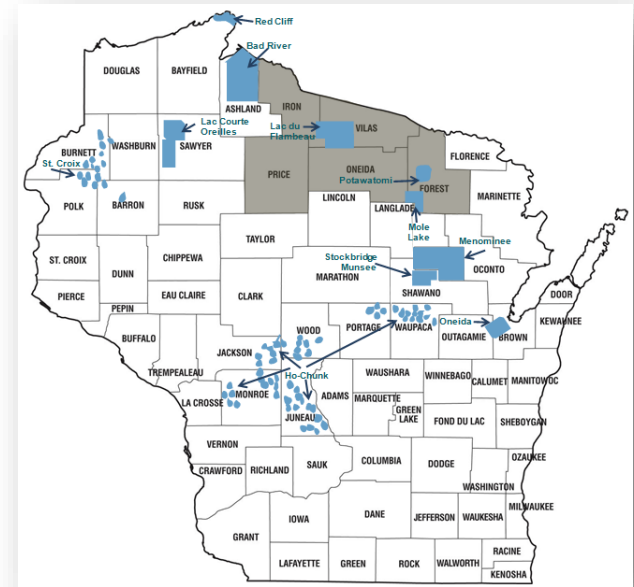 Red Cliff
Bad River
DOUGLAS
BAYFIELD
ASHLAND
IRON
Lac Courte
Oreilles
Lac du
Flambeau
VILAS
BURNETT
WASHBURN
SAWYER
FLORENCE
St. Croix
ONEIDA
Potawatomi
PRICE
FOREST
POLK
BARRON
RUSK
LINCOLN
MARINETTE
LANGLADE
TAYLOR
Mole
Lake
Menominee
ST. CROIX
CHIPPEWA
Stockbridge
Munsee
DUNN
MARATHON
OCONTO
PIERCE
EAU CLAIRE
CLARK
SHAWANO
DOOR
PEPIN
Oneida
KEWAUNEE
BUFFALO
WOOD
PORTAGE
WAUPACA
OUTAGAMIE
BROWN
JACKSON
TREMPEALEAU
Ho-Chunk
WAUSHARA
WINNEBAGO
CALUMET
MANITOWOC
LA CROSSE
MONROE
ADAMS
MARQUETTE
JUNEAU
GREEN
LAKE
FOND DU LAC
SHEBOYGAN
VERNON
OZAUKEE
CRAWFORD
RICHLAND
SAUK
COLUMBIA
DODGE
WASHINGTON
MILWAUKEE
GRANT
IOWA
DANE
JEFFERSON
WAUKESHA
RACINE
LAFAYETTE
GREEN
ROCK
WALWORTH
KENOSHA